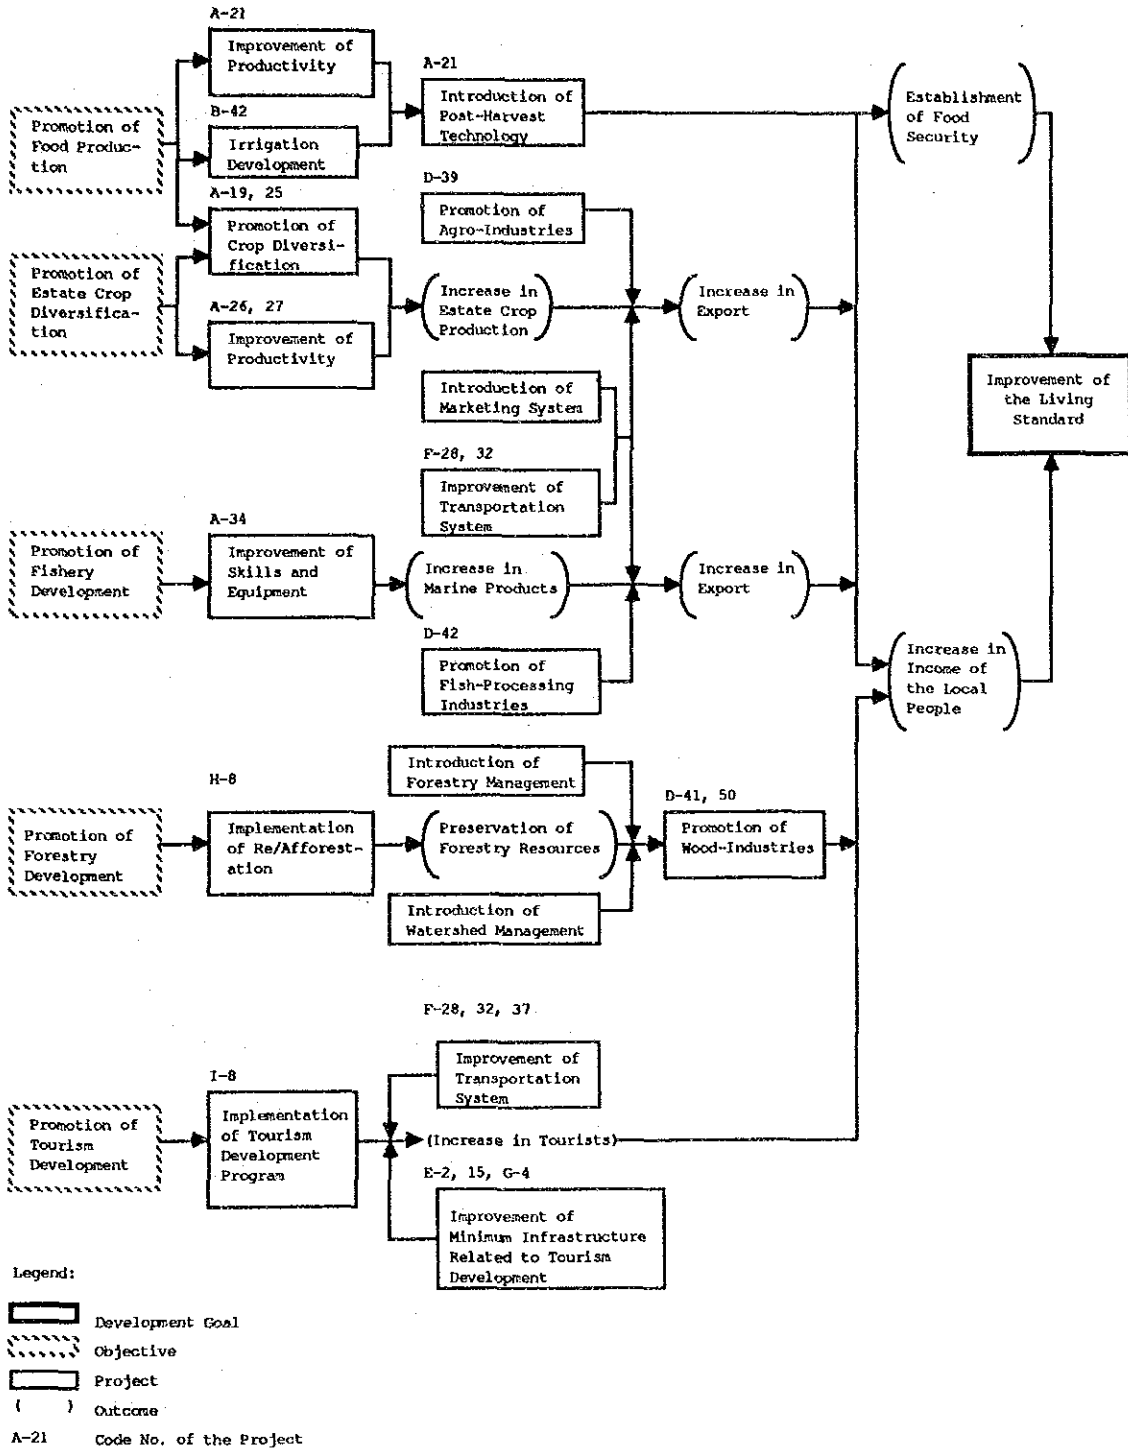 A-21
Improvement of
Productivity
A-21
Introduction of
Post-Harvest
Technology
(Establishment
of Food
Security)
Promotion of
Food Produc-
tion
B-42
Irrigation
Development
A-19, 25
Promotion of
Crop Diversi-
fication
D-39
Promotion of
Agro-Industries
Promotion of
Estate Crop
Diversifica-
tion
A-26, 27
Improvement of
Productivity
(Increase in
Estate Crop
Production)
(Increase in
Export)
Introduction of
Marketing System
Improvement of
the Living
Standard
F-28, 32
Improvement of
Transportation
System
A-34
Promotion of
Fishery
Development
Improvement of
Skills and
Equipment
(Increase in
Marine Products)
(Increase in
Export)
D-42
Promotion of
Fish-Processing
Industries
(Increase in
Income of
the Local
People)
Introduction of
Forestry Management
H-8
Promotion of
Forestry
Development
Implementation
of Re/Afforest-
ation
(Preservation of
Forestry Resources)
D-41, 50
Promotion of
Wood-Industries
Introduction of
Watershed Management
F-28, 32, 37
Improvement of
Transportation
System
I-8
Promotion of
Tourism
Development
Implementation
of Tourism
Development
Program
(Increase in Tourists)
E-2, 15, G-4
Improvement of
Minimum Infrastructure
Related to Tourism
Development
Legend:
Development Goal
Objective
Project
( ) Outcome
A-21 Code No. of the Project